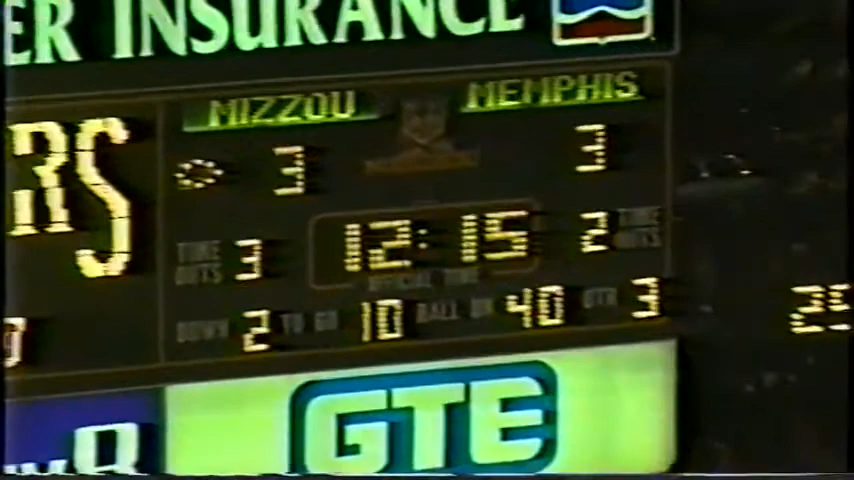 ER INSURANCE
MIZZOU MEMPHIS
RS
3 3
12:15
TIME OUTS 3
2 TIME OUTS
OFFICIAL TIME
DOWN 2 TO GO 10 BALL ON 40 QTR 3
25
GTE